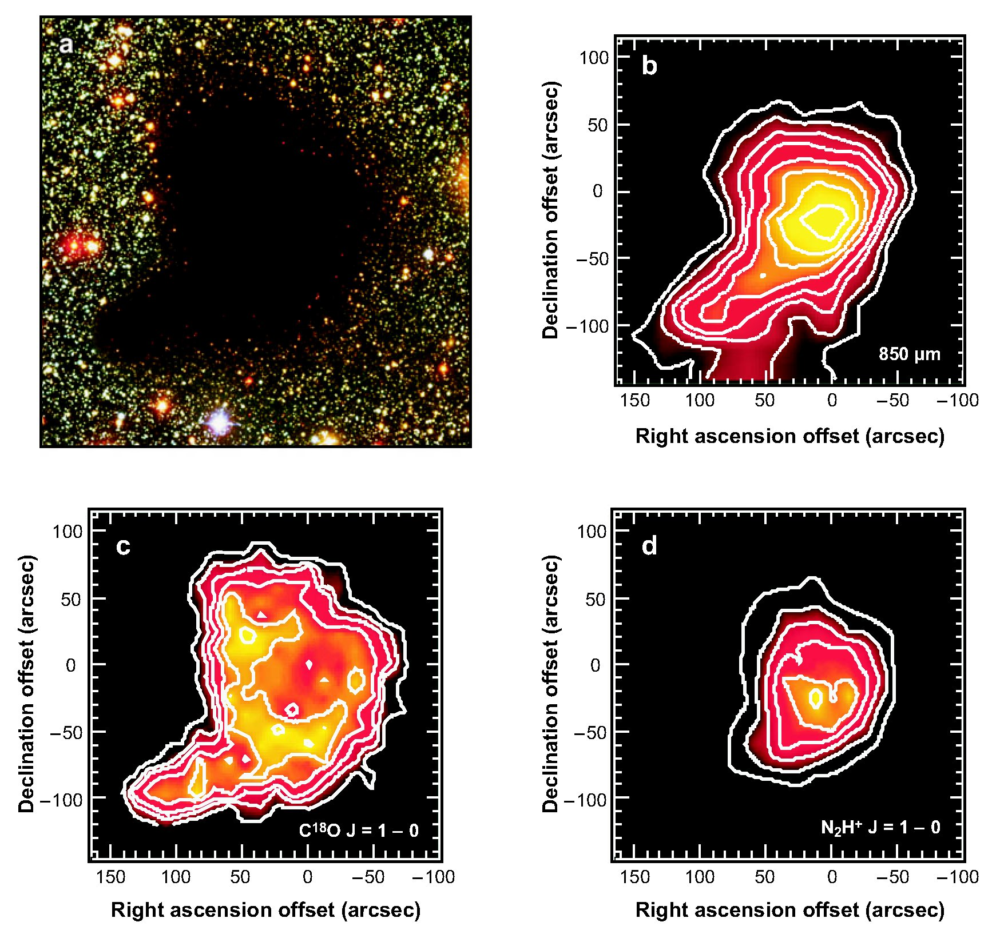 a
b
100
50
0
−50
−100
Declination offset (arcsec)
850 µm
150 100 50 0 −50 −100
Right ascension offset (arcsec)
c
100
50
0
−50
−100
Declination offset (arcsec)
C¹⁸O J = 1 – 0
150 100 50 0 −50 −100
Right ascension offset (arcsec)
d
100
50
0
−50
−100
Declination offset (arcsec)
N₂H⁺ J = 1 – 0
150 100 50 0 −50 −100
Right ascension offset (arcsec)